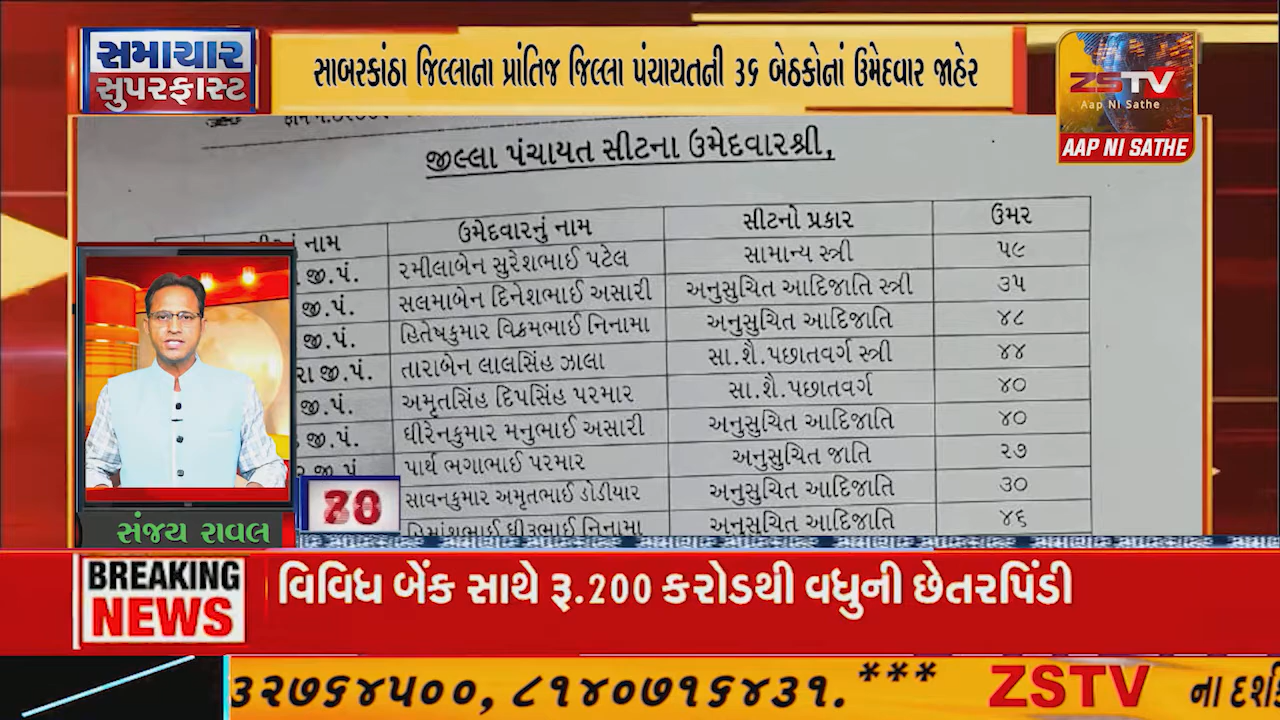 સમાચાર
સુપરફાસ્ટ
સાબરકાંઠા જિલ્લાના પ્રાંતિજ જિલ્લા પંચાયતની ૩૬ બેઠકોનાં ઉમેદવાર જાહેર
ZSTV
Aap Ni Sathe
AAP NI SATHE
જીલ્લા પંચાયત સીટના ઉમેદવારશ્રી,
નામ ઉમેદવારનું નામ સીટનો પ્રકાર ઉમર
જી.પં. રમીલાબેન સુરેશભાઈ પટેલ સામાન્ય સ્ત્રી ૫૯
જી.પં. સલમાબેન દિનેશભાઈ અસારી અનુસુચિત આદિજાતિ સ્ત્રી ૩૫
જી.પં. હિતેષકુમાર વિક્રમભાઈ નિનામા અનુસુચિત આદિજાતિ ૪૮
જી.પં. તારાબેન લાલસિંહ ઝાલા સા.શૈ.પછાતવર્ગ સ્ત્રી ૪૪
જી.પં. અમૃતસિંહ દિપસિંહ પરમાર સા.શૈ.પછાતવર્ગ ૪૦
જી.પં. ધીરેનકુમાર મનુભાઈ અસારી અનુસુચિત આદિજાતિ ૪૦
જી.પં. પાર્થ ભગાભાઈ પરમાર અનુસુચિત જાતિ ૨૭
સાવનકુમાર અમૃતભાઈ ડોડીયાર અનુસુચિત આદિજાતિ ૩૦
હિમાંશભાઈ ધીરૂભાઈ નિનામા અનુસુચિત આદિજાતિ ૪૬
સંજય રાવલ
BREAKING
NEWS
વિવિધ બેંક સાથે રૂ.200 કરોડથી વધુની છેતરપિંડી
૩૨૭૬૪૫૦૦, ૮૧૪૦૭૧૬૪૩૧.*** ZSTV ના